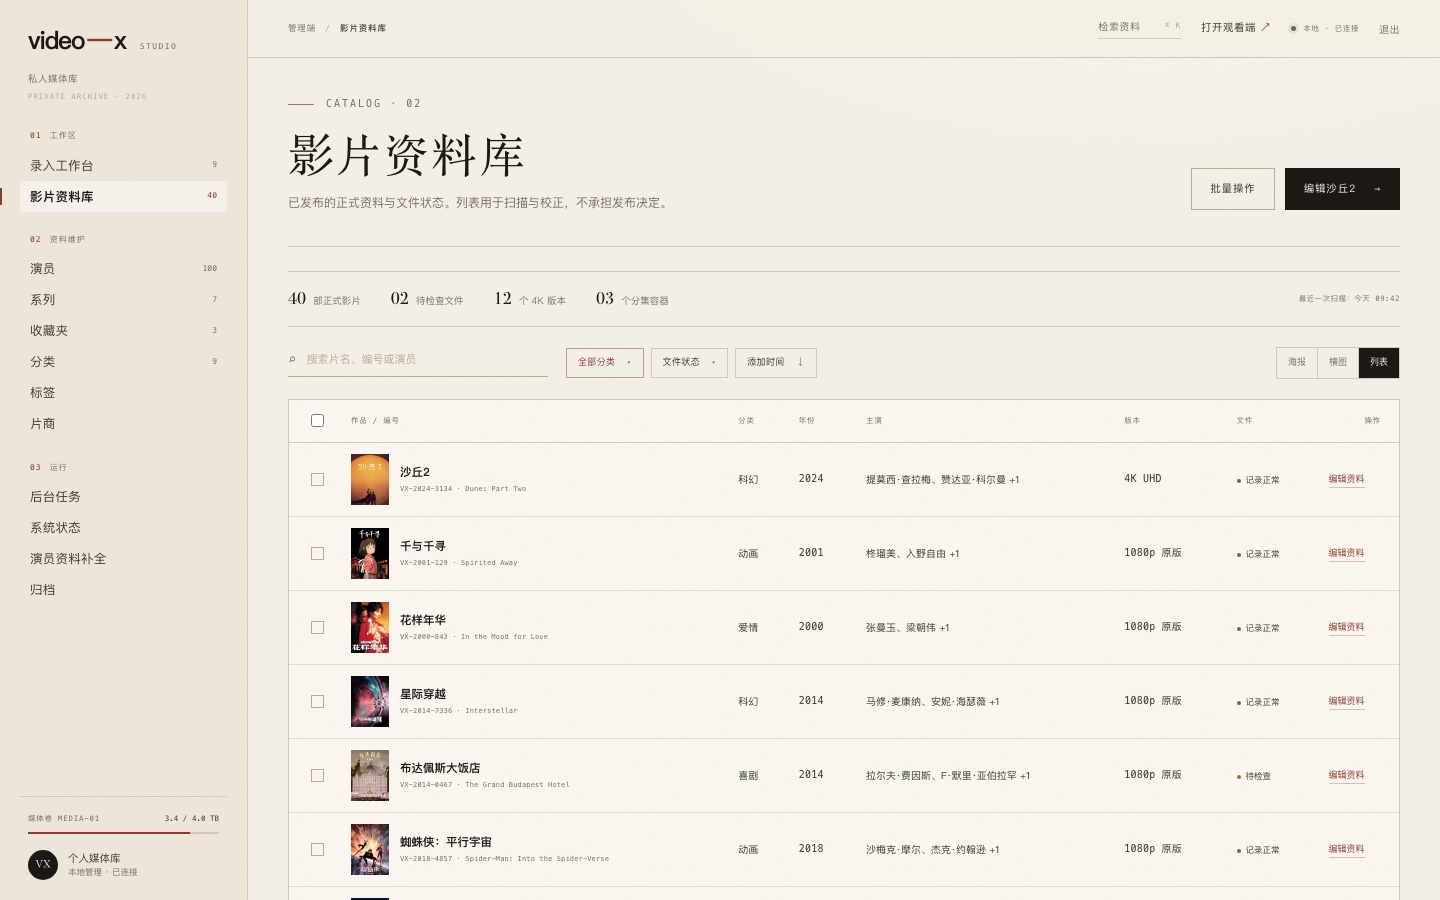 video—x STUDIO
私人媒体库
PRIVATE ARCHIVE · 2026
01 工作区
录入工作台 9
影片资料库 40
02 资料维护
演员 100
系列 7
收藏夹 3
分类 9
标签
片商
03 运行
后台任务
系统状态
演员资料补全
归档
媒体卷 MEDIA-01 3.4 / 4.0 TB
VX
个人媒体库
本地管理 · 已连接
管理端 / 影片资料库
检索资料 ⌘ K
打开观看端 ↗
本地 · 已连接
退出
CATALOG · 02
影片资料库
已发布的正式资料与文件状态。列表用于扫描与校正，不承担发布决定。
批量操作
编辑沙丘2 →
40 部正式影片
02 待检查文件
12 个 4K 版本
03 个分集容器
最近一次扫描：今天 09:42
搜索片名、编号或演员
全部分类
文件状态
添加时间 ↓
海报 横图 列表
作品 / 编号 分类 年份 主演 版本 文件 操作
沙丘2
VX-2024-3134 · Dune: Part Two
科幻 2024 提莫西·查拉梅、赞达亚·科尔曼 +1 4K UHD 记录正常 编辑资料
千与千寻
千与千寻
VX-2001-129 · Spirited Away
动画 2001 柊瑠美、入野自由 +1 1080p 原版 记录正常 编辑资料
花样年华
花样年华
VX-2000-843 · In the Mood for Love
爱情 2000 张曼玉、梁朝伟 +1 1080p 原版 记录正常 编辑资料
星际穿越
VX-2014-7336 · Interstellar
科幻 2014 马修·麦康纳、安妮·海瑟薇 +1 1080p 原版 记录正常 编辑资料
布达佩斯大饭店
VX-2014-0467 · The Grand Budapest Hotel
喜剧 2014 拉尔夫·费因斯、F·默里·亚伯拉罕 +1 1080p 原版 待检查 编辑资料
蜘蛛侠：平行宇宙
VX-2018-4857 · Spider-Man: Into the Spider-Verse
动画 2018 沙梅克·摩尔、杰克·约翰逊 +1 1080p 原版 记录正常 编辑资料